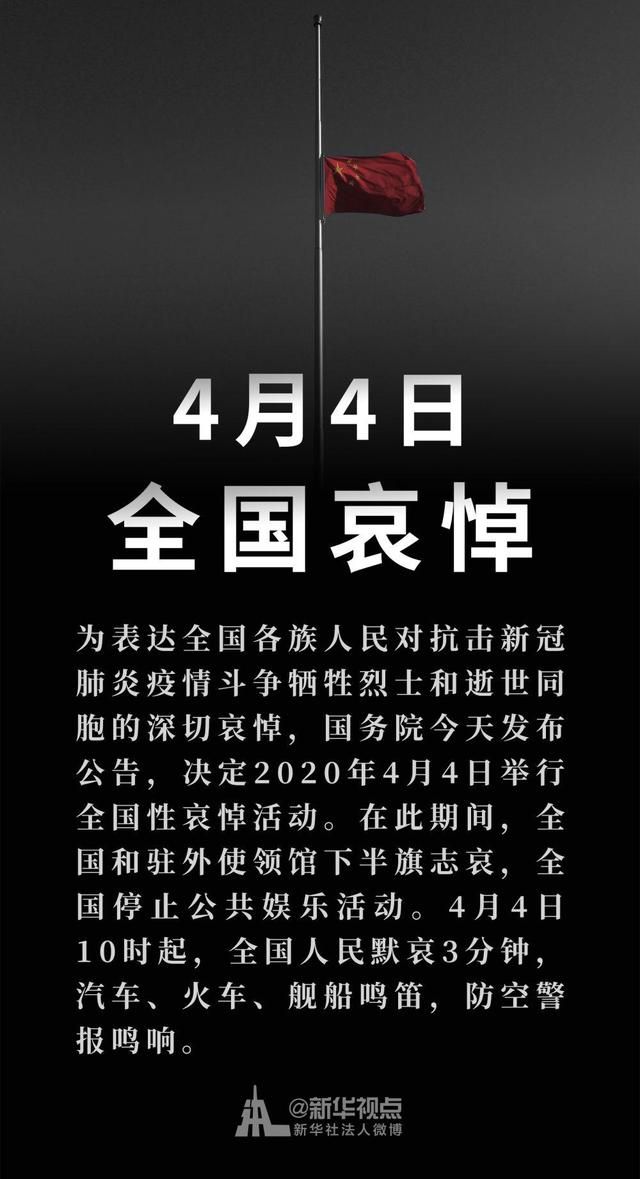 4月4日
全国哀悼
为表达全国各族人民对抗击新冠
肺炎疫情斗争牺牲烈士和逝世同
胞的深切哀悼，国务院今天发布
公告，决定2020年4月4日举行
全国性哀悼活动。在此期间，全
国和驻外使领馆下半旗志哀，全
国停止公共娱乐活动。4月4日
10时起，全国人民默哀3分钟，
汽车、火车、舰船鸣笛，防空警
报鸣响。
@新华视点
新华社法人微博